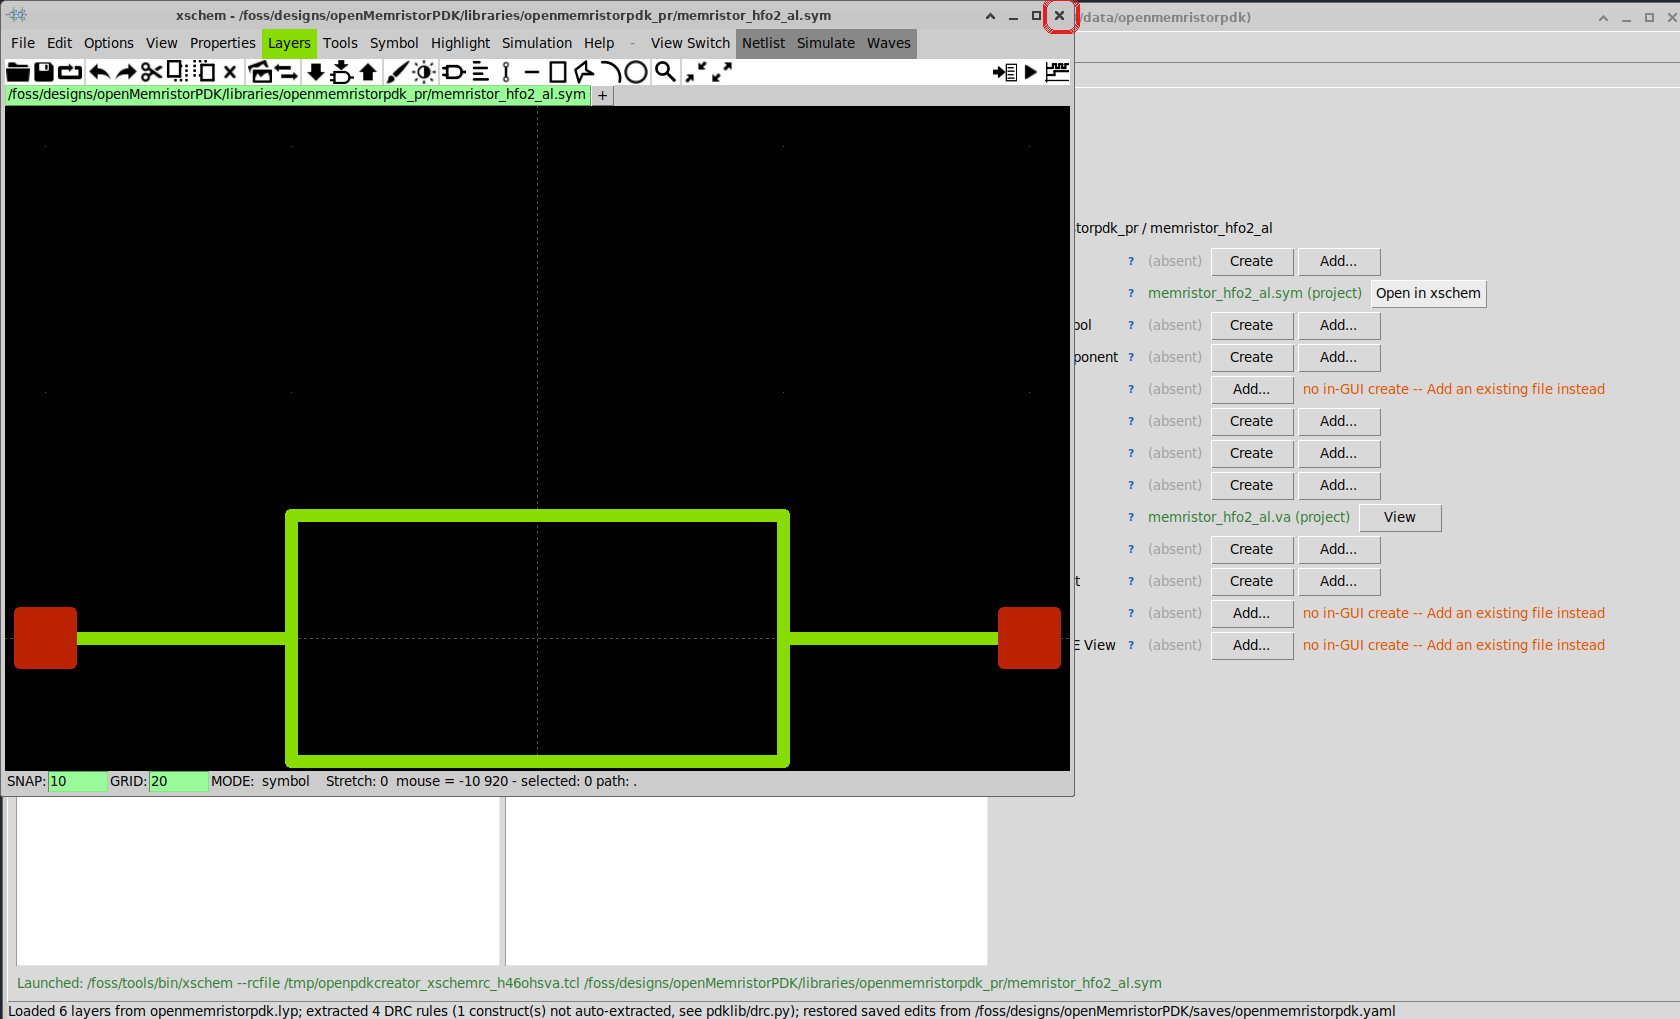 xschem - /foss/designs/openMemristorPDK/libraries/openmemristorpdk_pr/memristor_hfo2_al.sym
/data/openmemristorpdk)
File Edit Options View Properties Layers Tools Symbol Highlight Simulation Help - View Switch Netlist Simulate Waves
/foss/designs/openMemristorPDK/libraries/openmemristorpdk_pr/memristor_hfo2_al.sym +
torpdk_pr / memristor_hfo2_al
? (absent) Create Add...
? memristor_hfo2_al.sym (project) Open in xschem
ool ? (absent) Create Add...
ponent ? (absent) Create Add...
? (absent) Add... no in-GUI create -- Add an existing file instead
? (absent) Create Add...
? (absent) Create Add...
? (absent) Create Add...
? memristor_hfo2_al.va (project) View
? (absent) Create Add...
t ? (absent) Create Add...
? (absent) Add... no in-GUI create -- Add an existing file instead
E View ? (absent) Add... no in-GUI create -- Add an existing file instead
SNAP: 10 GRID: 20 MODE: symbol Stretch: 0 mouse = -10 920 - selected: 0 path: .
Launched: /foss/tools/bin/xschem --rcfile /tmp/openpdkcreator_xschemrc_h46ohsva.tcl /foss/designs/openMemristorPDK/libraries/openmemristorpdk_pr/memristor_hfo2_al.sym
Loaded 6 layers from openmemristorpdk.lyp; extracted 4 DRC rules (1 construct(s) not auto-extracted, see pdklib/drc.py); restored saved edits from /foss/designs/openMemristorPDK/saves/openmemristorpdk.yaml